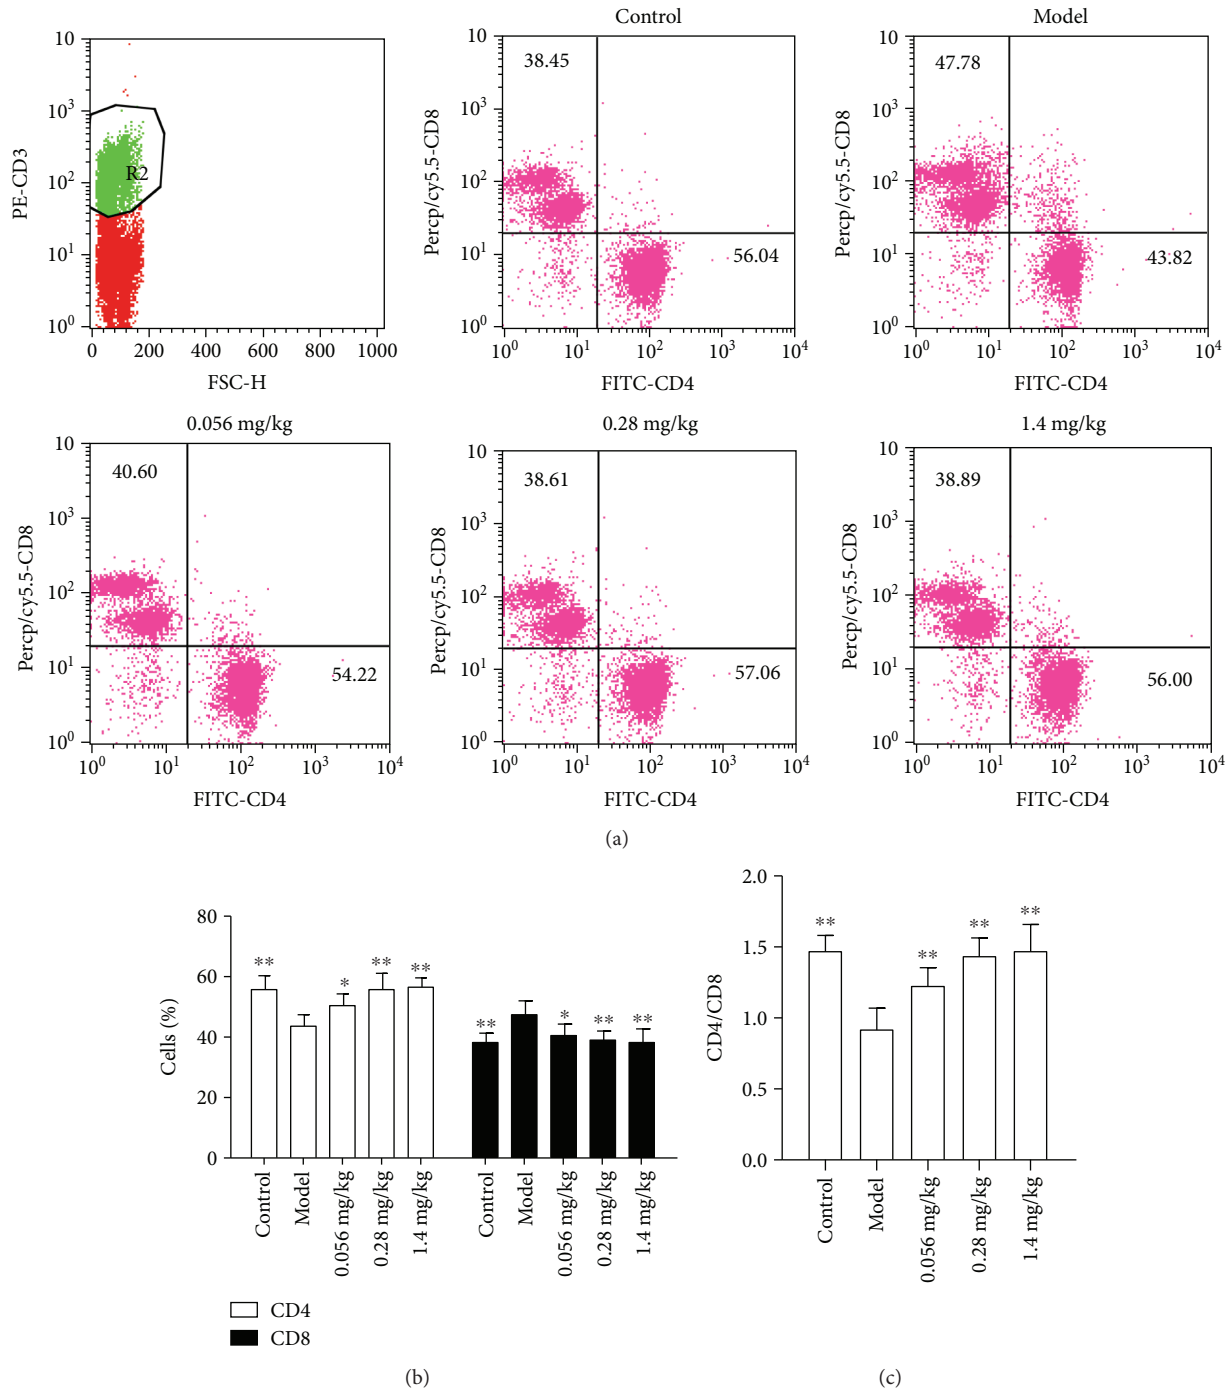 Control
Model
10
10³
10²
10¹
10⁰
PE-CD3
R2
0
200
400
600
800
1000
FSC-H
10
10³
10²
10¹
10⁰
Percp/cy5.5-CD8
38.45
56.04
10⁰
10¹
10²
10³
10⁴
FITC-CD4
10
10³
10²
10¹
10⁰
Percp/cy5.5-CD8
47.78
43.82
10⁰
10¹
10²
10³
10⁴
FITC-CD4
0.056 mg/kg
0.28 mg/kg
1.4 mg/kg
10
10³
10²
10¹
10⁰
Percp/cy5.5-CD8
40.60
54.22
10⁰
10¹
10²
10³
10⁴
FITC-CD4
10
10³
10²
10¹
10⁰
Percp/cy5.5-CD8
38.61
57.06
10⁰
10¹
10²
10³
10⁴
FITC-CD4
10
10³
10²
10¹
10⁰
Percp/cy5.5-CD8
38.89
56.00
10⁰
10¹
10²
10³
10⁴
FITC-CD4
(a)
80
60
40
20
0
Cells (%)
**
*
**
**
**
*
**
**
Control
Model
0.056 mg/kg
0.28 mg/kg
1.4 mg/kg
Control
Model
0.056 mg/kg
0.28 mg/kg
1.4 mg/kg
CD4
CD8
(b)
2.0
1.5
1.0
0.5
0.0
CD4/CD8
**
**
**
**
Control
Model
0.056 mg/kg
0.28 mg/kg
1.4 mg/kg
(c)